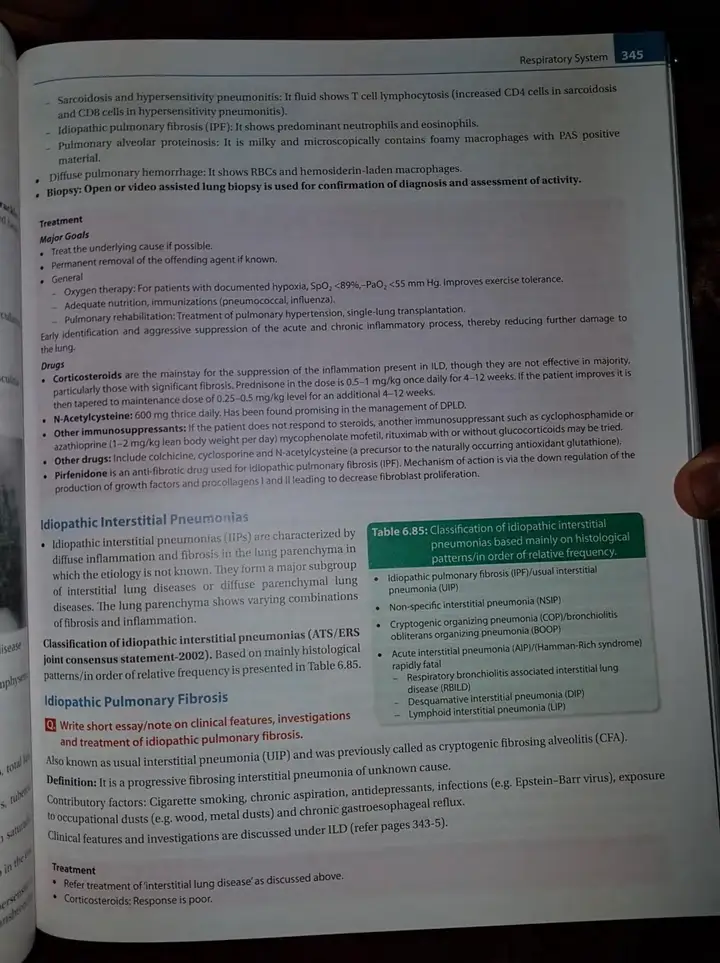 Respiratory System 345
– Sarcoidosis and hypersensitivity pneumonitis: It fluid shows T cell lymphocytosis (increased CD4 cells in sarcoidosis
and CD8 cells in hypersensitivity pneumonitis).
– Idiopathic pulmonary fibrosis (IPF): It shows predominant neutrophils and eosinophils.
– Pulmonary alveolar proteinosis: It is milky and microscopically contains foamy macrophages with PAS positive
material.
• Diffuse pulmonary hemorrhage: It shows RBCs and hemosiderin-laden macrophages.
• Biopsy: Open or video assisted lung biopsy is used for confirmation of diagnosis and assessment of activity.
Treatment
Major Goals
• Treat the underlying cause if possible.
• Permanent removal of the offending agent if known.
• General
– Oxygen therapy: For patients with documented hypoxia, SpO₂ <89%,–PaO₂ <55 mm Hg. Improves exercise tolerance.
– Adequate nutrition, immunizations (pneumococcal, influenza).
– Pulmonary rehabilitation: Treatment of pulmonary hypertension, single-lung transplantation.
Early identification and aggressive suppression of the acute and chronic inflammatory process, thereby reducing further damage to
the lung.
Drugs
• Corticosteroids are the mainstay for the suppression of the inflammation present in ILD, though they are not effective in majority,
particularly those with significant fibrosis. Prednisone in the dose is 0.5–1 mg/kg once daily for 4–12 weeks. If the patient improves it is
then tapered to maintenance dose of 0.25–0.5 mg/kg level for an additional 4–12 weeks.
• N-Acetylcysteine: 600 mg thrice daily. Has been found promising in the management of DPLD.
• Other immunosuppressants: If the patient does not respond to steroids, another immunosuppressant such as cyclophosphamide or
azathioprine (1–2 mg/kg lean body weight per day) mycophenolate mofetil, rituximab with or without glucocorticoids may be tried.
• Other drugs: Include colchicine, cyclosporine and N-acetylcysteine (a precursor to the naturally occurring antioxidant glutathione).
• Pirfenidone is an anti-fibrotic drug used for idiopathic pulmonary fibrosis (IPF). Mechanism of action is via the down regulation of the
production of growth factors and procollagens I and II leading to decrease fibroblast proliferation.
Idiopathic Interstitial Pneumonias
• Idiopathic interstitial pneumonias (IIPs) are characterized by
diffuse inflammation and fibrosis in the lung parenchyma in
which the etiology is not known. They form a major subgroup
of interstitial lung diseases or diffuse parenchymal lung
diseases. The lung parenchyma shows varying combinations
of fibrosis and inflammation.
Classification of idiopathic interstitial pneumonias (ATS/ERS
joint consensus statement-2002). Based on mainly histological
patterns/in order of relative frequency is presented in Table 6.85.
Table 6.85: Classification of idiopathic interstitial
pneumonias based mainly on histological
patterns/in order of relative frequency.
• Idiopathic pulmonary fibrosis (IPF)/usual interstitial
pneumonia (UIP)
• Non-specific interstitial pneumonia (NSIP)
• Cryptogenic organizing pneumonia (COP)/bronchiolitis
obliterans organizing pneumonia (BOOP)
• Acute interstitial pneumonia (AIP)/(Hamman-Rich syndrome)
rapidly fatal
– Respiratory bronchiolitis associated interstitial lung
disease (RBILD)
– Desquamative interstitial pneumonia (DIP)
– Lymphoid interstitial pneumonia (LIP)
Idiopathic Pulmonary Fibrosis
Q Write short essay/note on clinical features, investigations
and treatment of idiopathic pulmonary fibrosis.
Also known as usual interstitial pneumonia (UIP) and was previously called as cryptogenic fibrosing alveolitis (CFA).
Definition: It is a progressive fibrosing interstitial pneumonia of unknown cause.
Contributory factors: Cigarette smoking, chronic aspiration, antidepressants, infections (e.g. Epstein–Barr virus), exposure
to occupational dusts (e.g. wood, metal dusts) and chronic gastroesophageal reflux.
Clinical features and investigations are discussed under ILD (refer pages 343-5).
Treatment
• Refer treatment of 'interstitial lung disease' as discussed above.
• Corticosteroids: Response is poor.